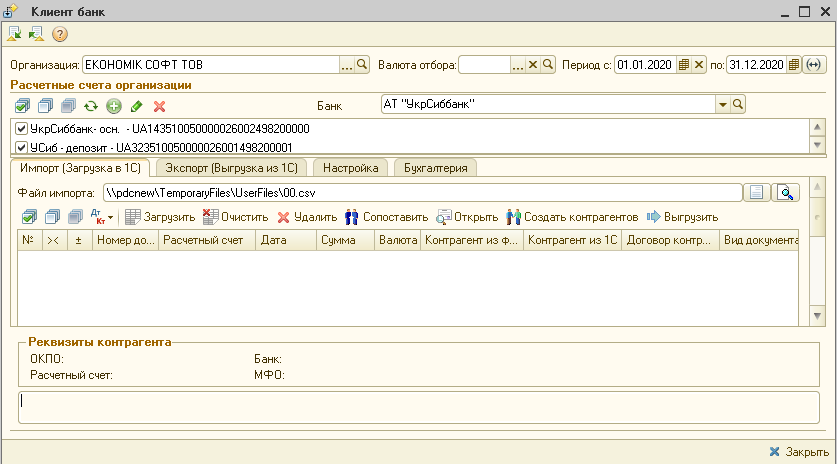 Клиент банк
Организация: ЕКОНОМІК СОФТ ТОВ ... Валюта отбора: ... Период с: 01.01.2020 по: 31.12.2020
Расчетные счета организации
Банк АТ "УкрСиббанк"
УкрСиббанк- осн. - UA143510050000026002498200000
УСиб - депозит - UA323510050000026001498200001
Импорт (Загрузка в 1С) Экспорт (Выгрузка из 1С) Настройка Бухгалтерия
Файл импорта: \\pdcnew\TemporaryFiles\UserFiles\00.csv
Дт Кт Загрузить Очистить Удалить Сопоставить Открыть Создать контрагентов Выгрузить
№ >< ± Номер до... Расчетный счет Дата Сумма Валюта Контрагент из ф... Контрагент из 1С Договор контр... Вид документа
Реквизиты контрагента
ОКПО: Банк:
Расчетный счет: МФО:
Закрыть